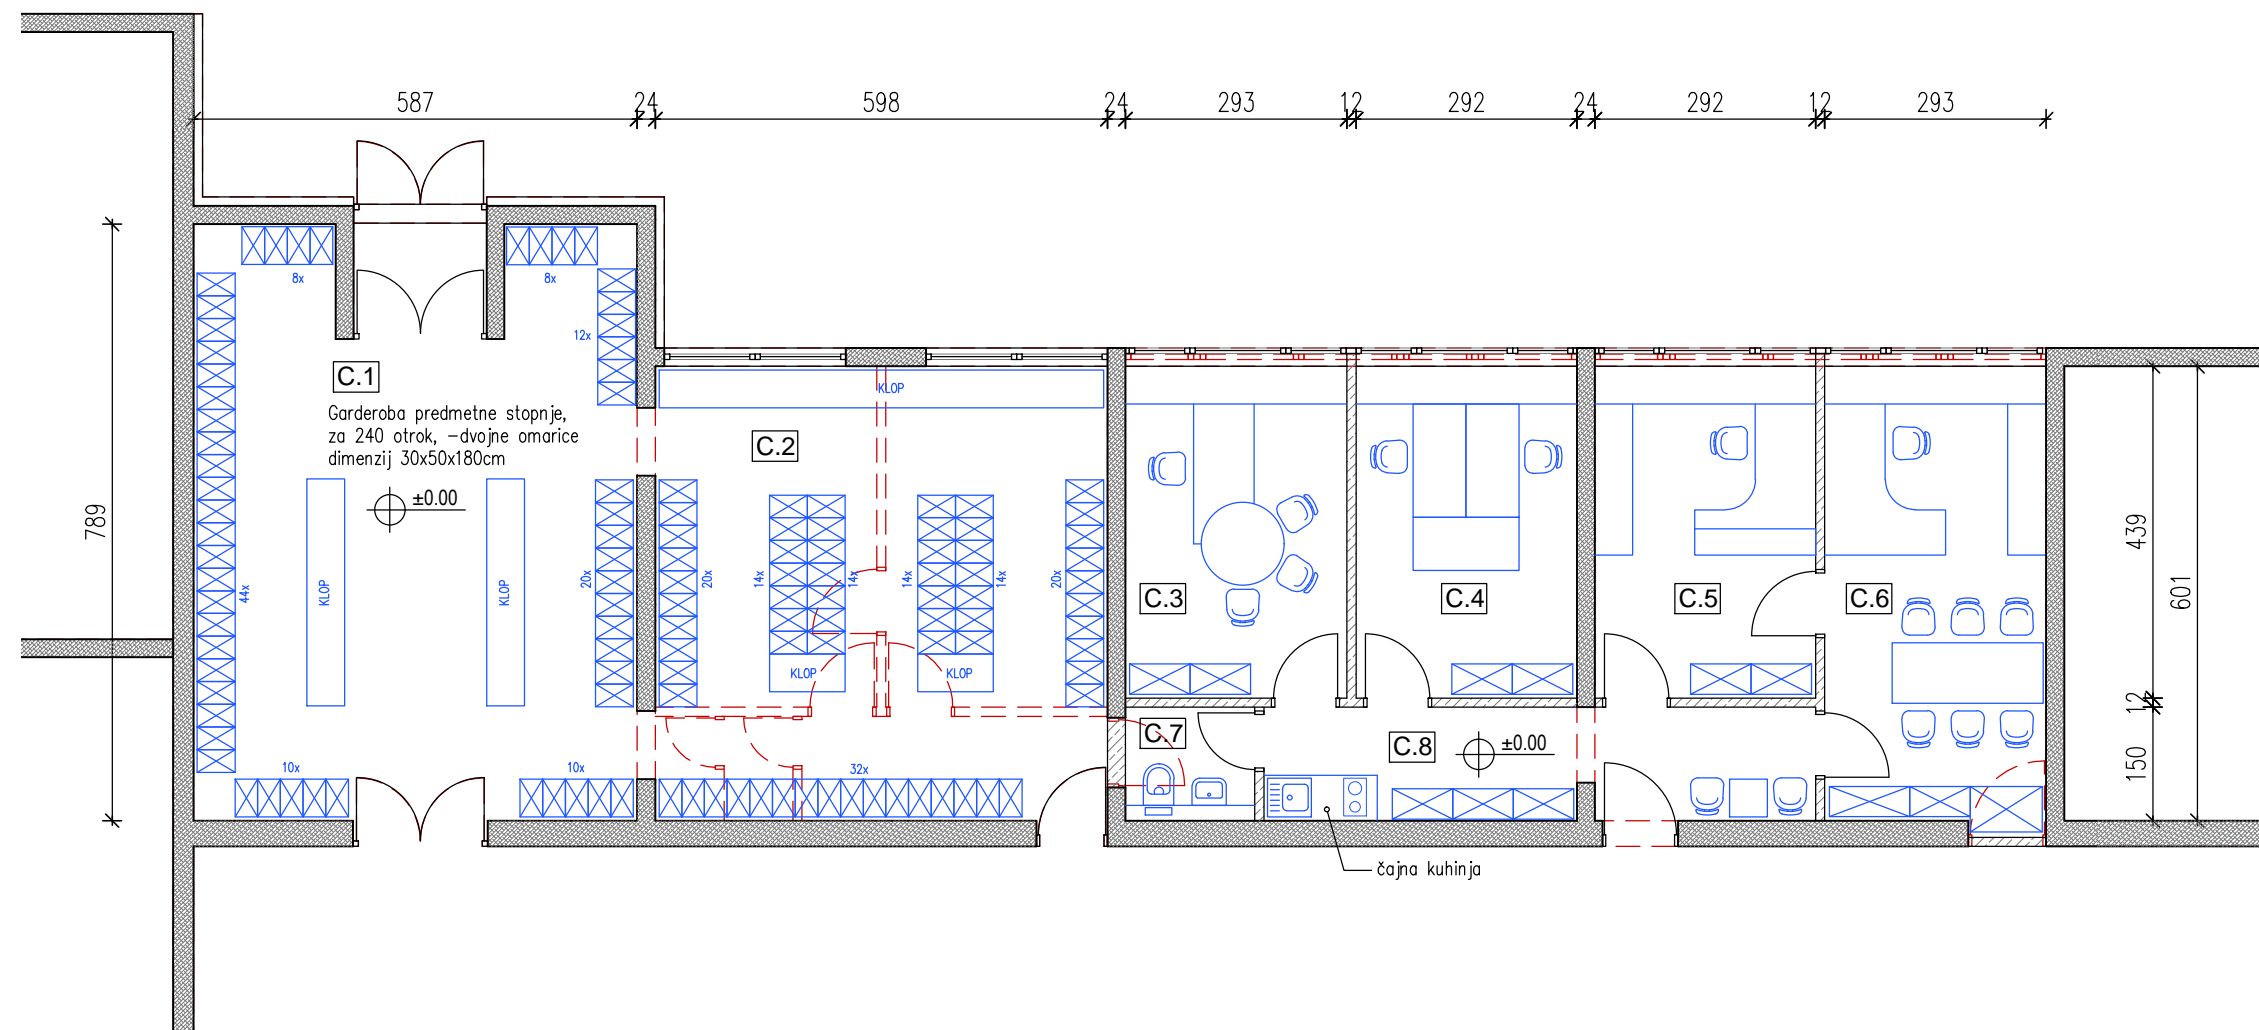 587
24
598
24
293
12
292
24
292
12
293
8x
8x
12x
C.1
Garderoba predmetne stopnje,
za 240 otrok, –dvojne omarice
dimenzij 30x50x180cm
±0.00
KLOP
C.2
789
439
601
12
150
44x
KLOP
KLOP
20x
20x
14x
14x
14x
14x
20x
KLOP
KLOP
C.3
C.4
C.5
C.6
C.7
C.8
±0.00
10x
10x
32x
čajna kuhinja